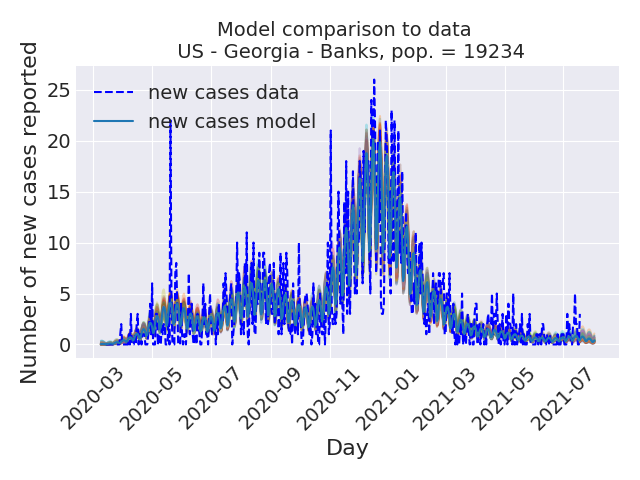 Model comparison to data
US - Georgia - Banks, pop. = 19234
Number of new cases reported
25
20
15
10
5
0
new cases data
new cases model
2020-03
2020-05
2020-07
2020-09
2020-11
2021-01
2021-03
2021-05
2021-07
Day